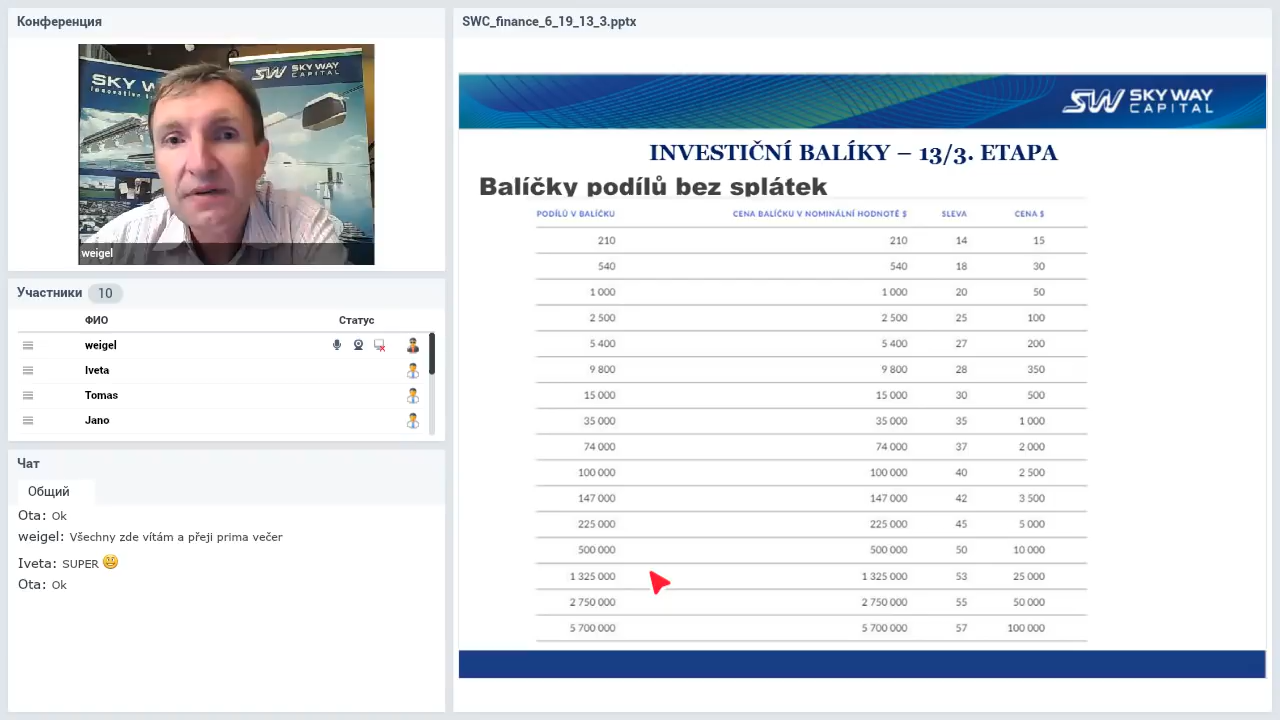 Конференция
SKY W
Innovative
SW SKY WAY
CAPITAL
weigel
Участники 10
ФИО Статус
weigel
Iveta
Tomas
Jano
Чат
Общий
Ota: Ok
weigel: Všechny zde vítám a přeji prima večer
Iveta: SUPER
Ota: Ok
SWC_finance_6_19_13_3.pptx
SW SKY WAY
CAPITAL
INVESTIČNÍ BALÍKY – 13/3. ETAPA
Balíčky podílů bez splátek
PODÍLŮ V BALÍČKU CENA BALÍČKU V NOMINÁLNÍ HODNOTĚ $ SLEVA CENA $
210 210 14 15
540 540 18 30
1 000 1 000 20 50
2 500 2 500 25 100
5 400 5 400 27 200
9 800 9 800 28 350
15 000 15 000 30 500
35 000 35 000 35 1 000
74 000 74 000 37 2 000
100 000 100 000 40 2 500
147 000 147 000 42 3 500
225 000 225 000 45 5 000
500 000 500 000 50 10 000
1 325 000 1 325 000 53 25 000
2 750 000 2 750 000 55 50 000
5 700 000 5 700 000 57 100 000